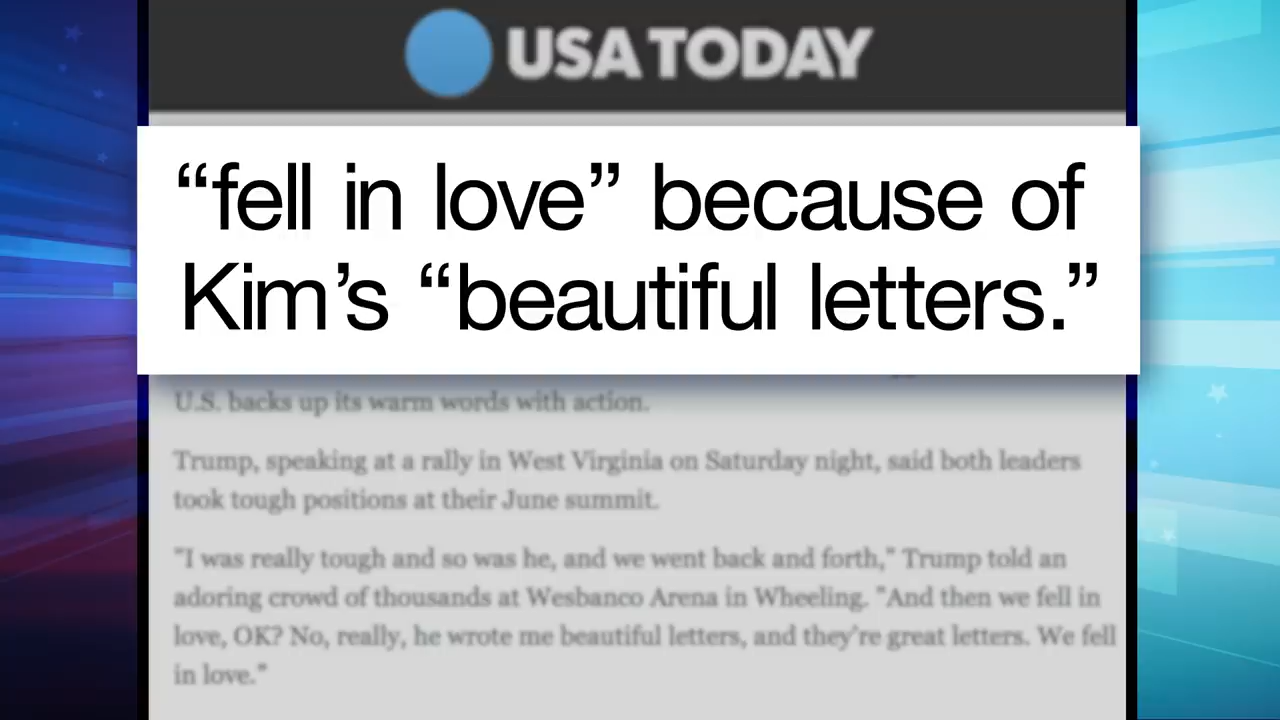 USA TODAY
“fell in love” because of
Kim’s “beautiful letters.”
U.S. backs up its warm words with action.
Trump, speaking at a rally in West Virginia on Saturday night, said both leaders
took tough positions at their June summit.
"I was really tough and so was he, and we went back and forth," Trump told an
adoring crowd of thousands at Wesbanco Arena in Wheeling. "And then we fell in
love, OK? No, really, he wrote me beautiful letters, and they're great letters. We fell
in love."